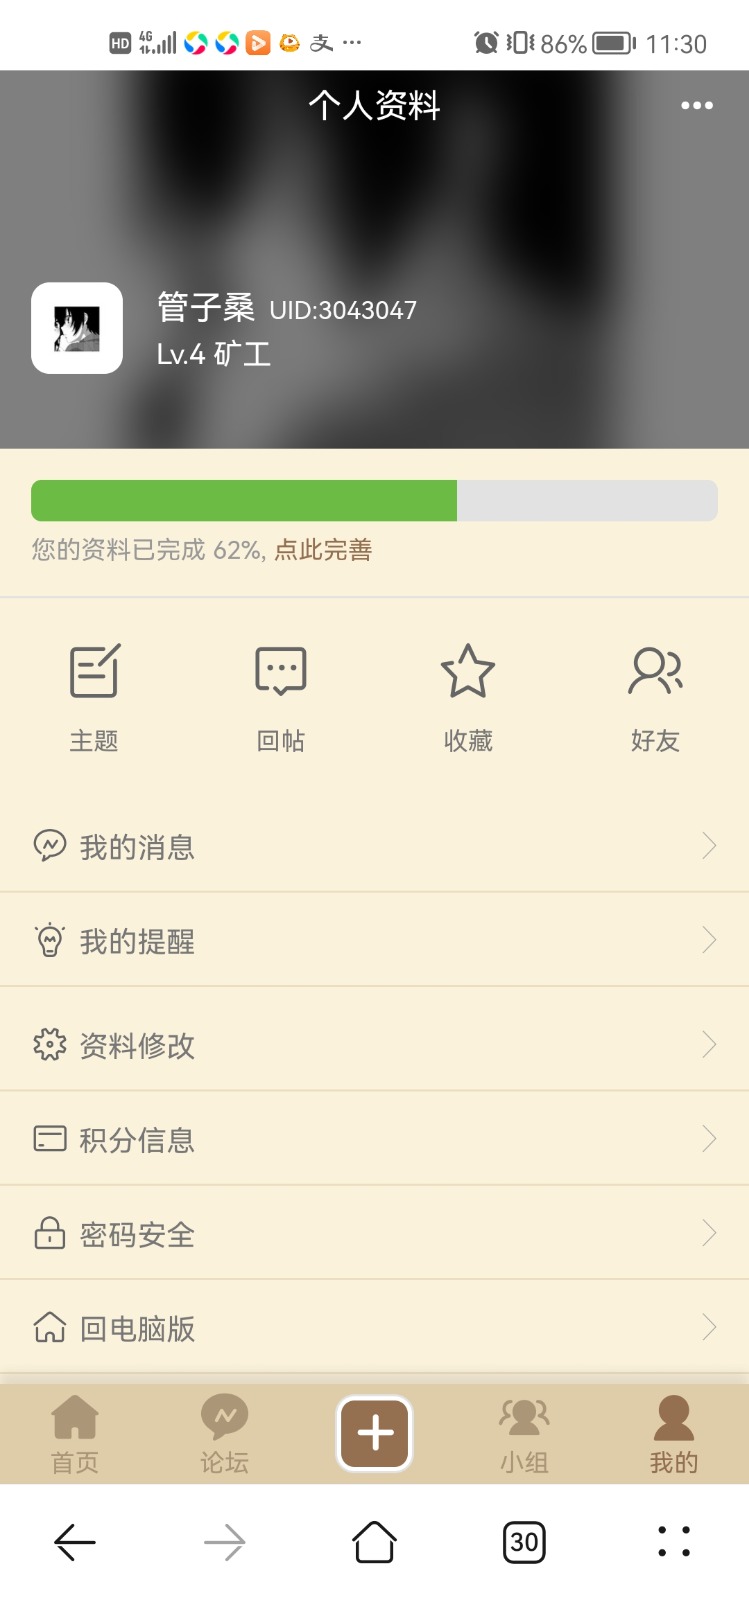 HD 4G 支 ··· 86% 11:30
个人资料
管子桑 UID:3043047
Lv.4 矿工
您的资料已完成 62%, 点此完善
主题 回帖 收藏 好友
我的消息
我的提醒
资料修改
积分信息
密码安全
回电脑版
首页 论坛 小组 我的
30